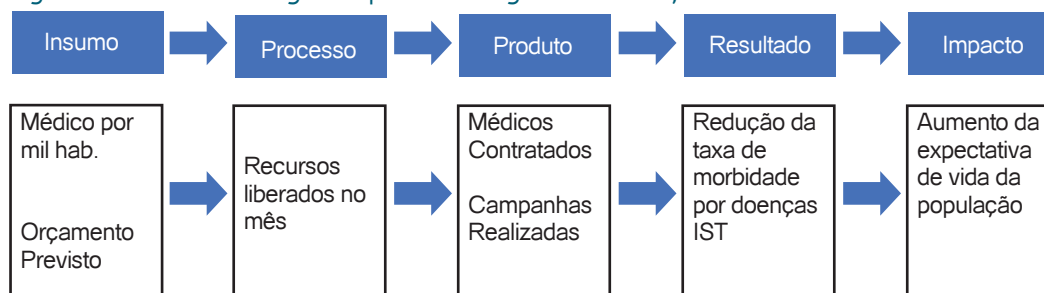 Insumo
Processo
Produto
Resultado
Impacto
Médico por
mil hab.
Orçamento
Previsto
Recursos
liberados no
mês
Médicos
Contratados
Campanhas
Realizadas
Redução da
taxa de
morbidade
por doenças
IST
Aumento da
expectativa
de vida da
população